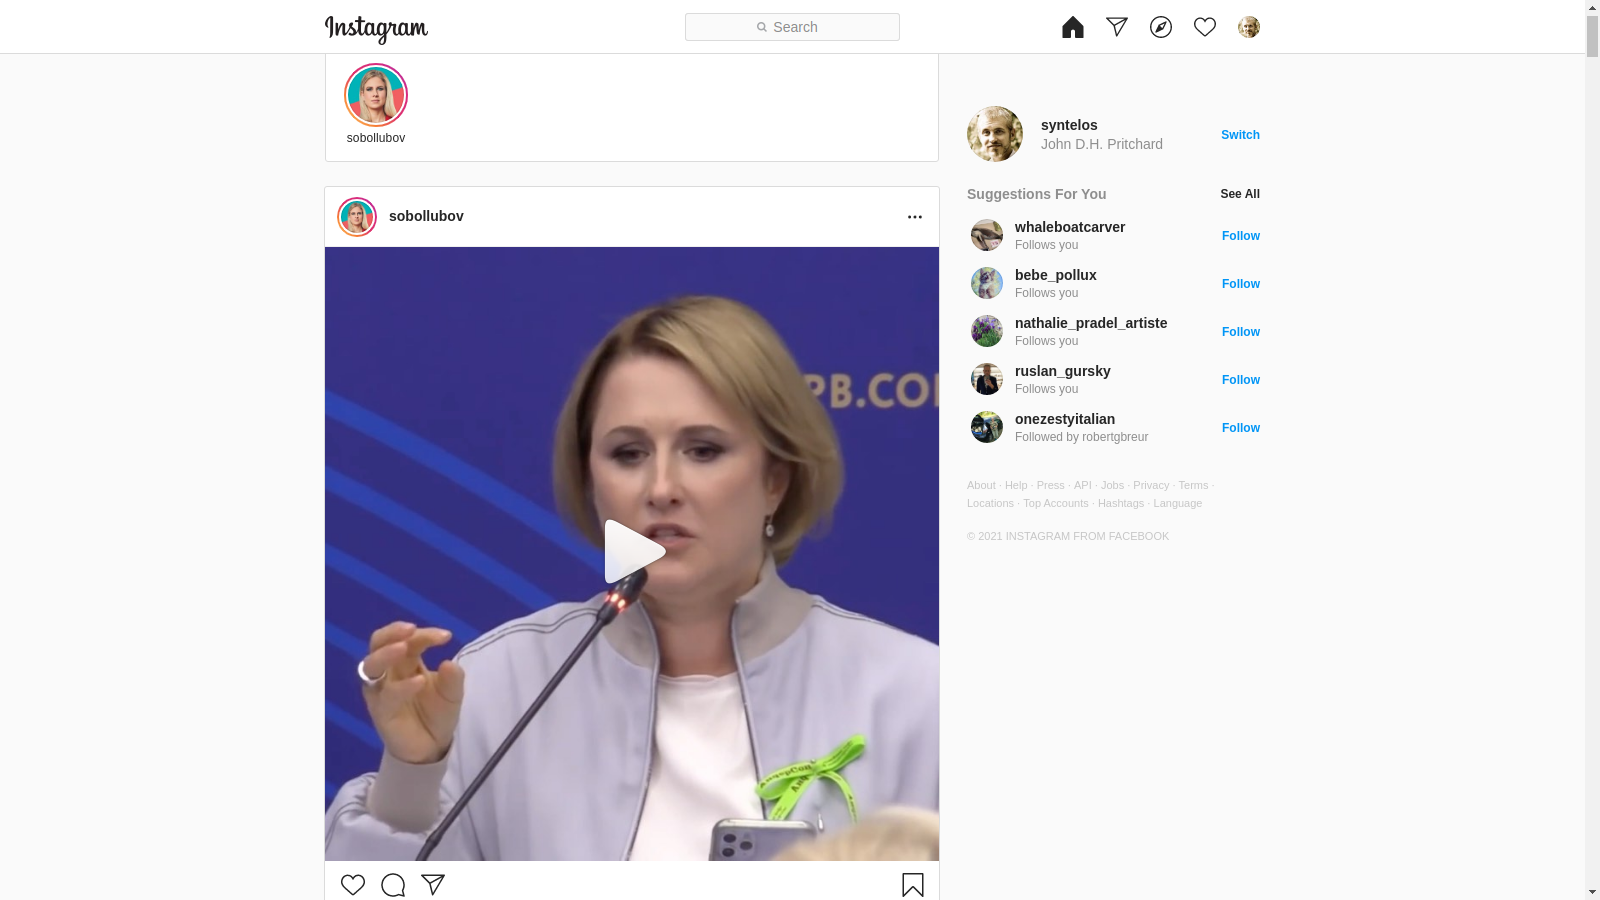 Instagram
Search
sobollubov
syntelos
John D.H. Pritchard
Switch
Suggestions For You
See All
sobollubov
whaleboatcarver
Follows you
Follow
bebe_pollux
Follows you
Follow
nathalie_pradel_artiste
Follows you
Follow
ruslan_gursky
Follows you
Follow
onezestyitalian
Followed by robertgbreur
Follow
PB.CO
About · Help · Press · API · Jobs · Privacy · Terms ·
Locations · Top Accounts · Hashtags · Language
© 2021 INSTAGRAM FROM FACEBOOK